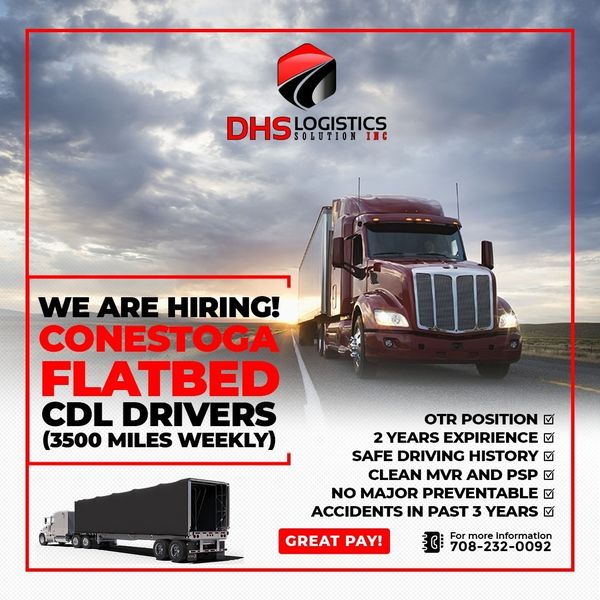 DHS LOGISTICS
SOLUTION INC
WE ARE HIRING!
CONESTOGA
FLATBED
CDL DRIVERS
(3500 MILES WEEKLY)
OTR POSITION
2 YEARS EXPIRIENCE
SAFE DRIVING HISTORY
CLEAN MVR AND PSP
NO MAJOR PREVENTABLE
ACCIDENTS IN PAST 3 YEARS
GREAT PAY!
For more Information
708-232-0092